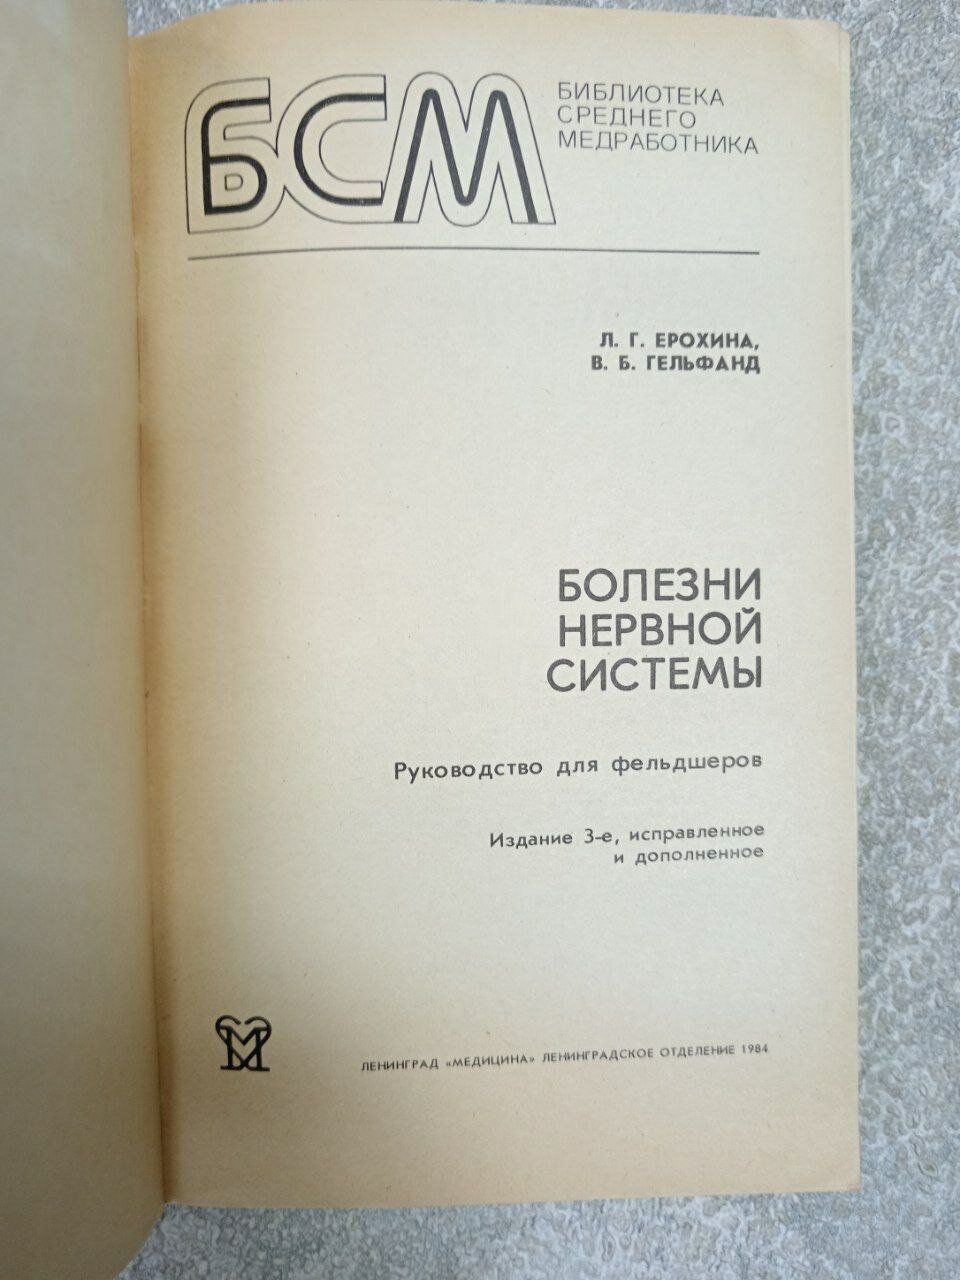 БСМ
БИБЛИОТЕКА
СРЕДНЕГО
МЕДРАБОТНИКА
Л. Г. ЕРОХИНА,
В. Б. ГЕЛЬФАНД
БОЛЕЗНИ
НЕРВНОЙ
СИСТЕМЫ
Руководство для фельдшеров
Издание 3-е, исправленное
и дополненное
М
ЛЕНИНГРАД «МЕДИЦИНА» ЛЕНИНГРАДСКОЕ ОТДЕЛЕНИЕ 1984